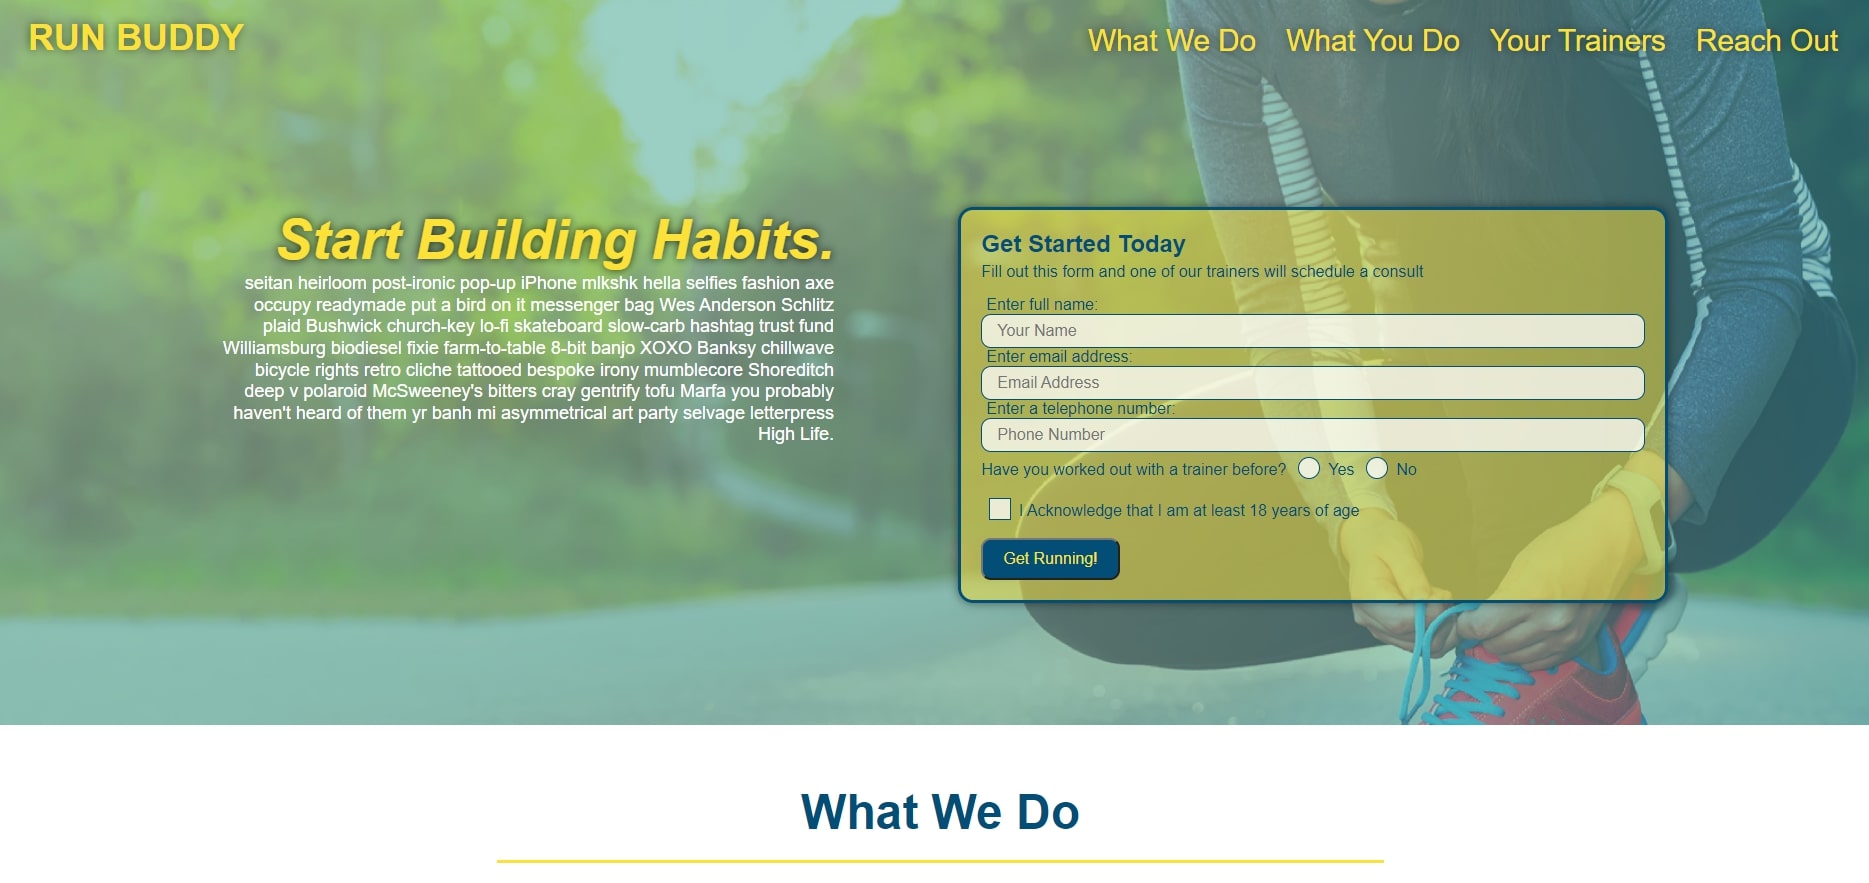 RUN BUDDY
What We Do What You Do Your Trainers Reach Out
Start Building Habits.
seitan heirloom post-ironic pop-up iPhone mlkshk hella selfies fashion axe
occupy readymade put a bird on it messenger bag Wes Anderson Schlitz
plaid Bushwick church-key lo-fi skateboard slow-carb hashtag trust fund
Williamsburg biodiesel fixie farm-to-table 8-bit banjo XOXO Banksy chillwave
bicycle rights retro cliche tattooed bespoke irony mumblecore Shoreditch
deep v polaroid McSweeney's bitters cray gentrify tofu Marfa you probably
haven't heard of them yr banh mi asymmetrical art party selvage letterpress
High Life.
Get Started Today
Fill out this form and one of our trainers will schedule a consult
Enter full name:
Your Name
Enter email address:
Email Address
Enter a telephone number:
Phone Number
Have you worked out with a trainer before? Yes No
I Acknowledge that I am at least 18 years of age
Get Running!
What We Do